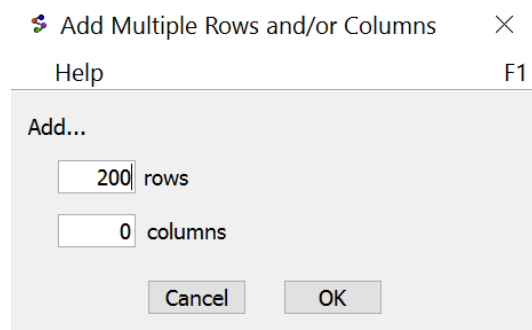 Add Multiple Rows and/or Columns
Help F1
Add...
200 rows
0 columns
Cancel OK